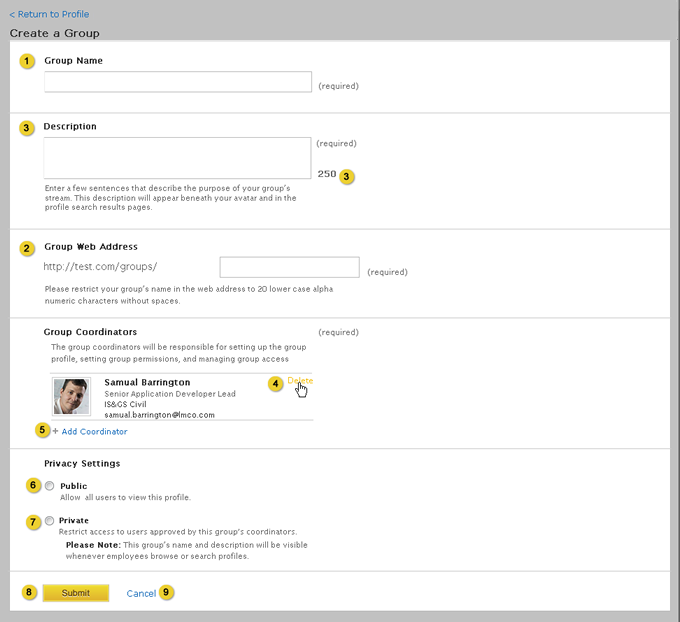 < Return to Profile
Create a Group
1 Group Name
(required)
3 Description
(required)
250 3
Enter a few sentences that describe the purpose of your group's
stream. This description will appear beneath your avatar and in the
profile search results pages.
2 Group Web Address
http://test.com/groups/ (required)
Please restrict your group's name in the web address to 20 lower case alpha
numeric characters without spaces.
Group Coordinators (required)
The group coordinators will be responsible for setting up the group
profile, setting group permissions, and managing group access
Samual Barrington 4 Delete
Senior Application Developer Lead
IS&GS Civil
samual.barrington@lmco.com
5 + Add Coordinator
Privacy Settings
6 Public
Allow all users to view this profile.
7 Private
Restrict access to users approved by this group's coordinators.
Please Note: This group's name and description will be visible
whenever employees browse or search profiles.
8 Submit Cancel 9